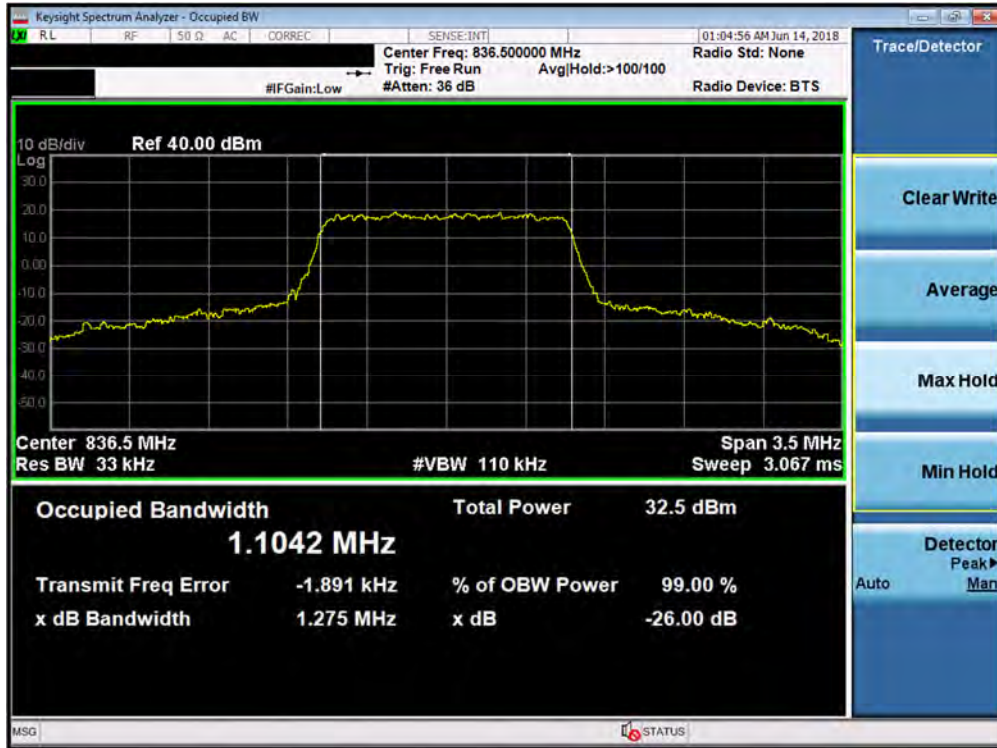 Keysight Spectrum Analyzer - Occupied BW
LXI RL RF 50 Ω AC CORREC SENSE:INT 01:04:56 AM Jun 14, 2018
Center Freq: 836.500000 MHz Radio Std: None
Trig: Free Run Avg|Hold:>100/100
#IFGain:Low #Atten: 36 dB Radio Device: BTS
Trace/Detector
10 dB/div Ref 40.00 dBm
Log
30.0
20.0
10.0
0.00
-10.0
-20.0
-30.0
-40.0
-50.0
Center 836.5 MHz Span 3.5 MHz
Res BW 33 kHz #VBW 110 kHz Sweep 3.067 ms
Occupied Bandwidth Total Power 32.5 dBm
1.1042 MHz
Transmit Freq Error -1.891 kHz % of OBW Power 99.00 %
x dB Bandwidth 1.275 MHz x dB -26.00 dB
Clear Write
Average
Max Hold
Min Hold
Detector
Peak▶
Auto Man
MSG STATUS